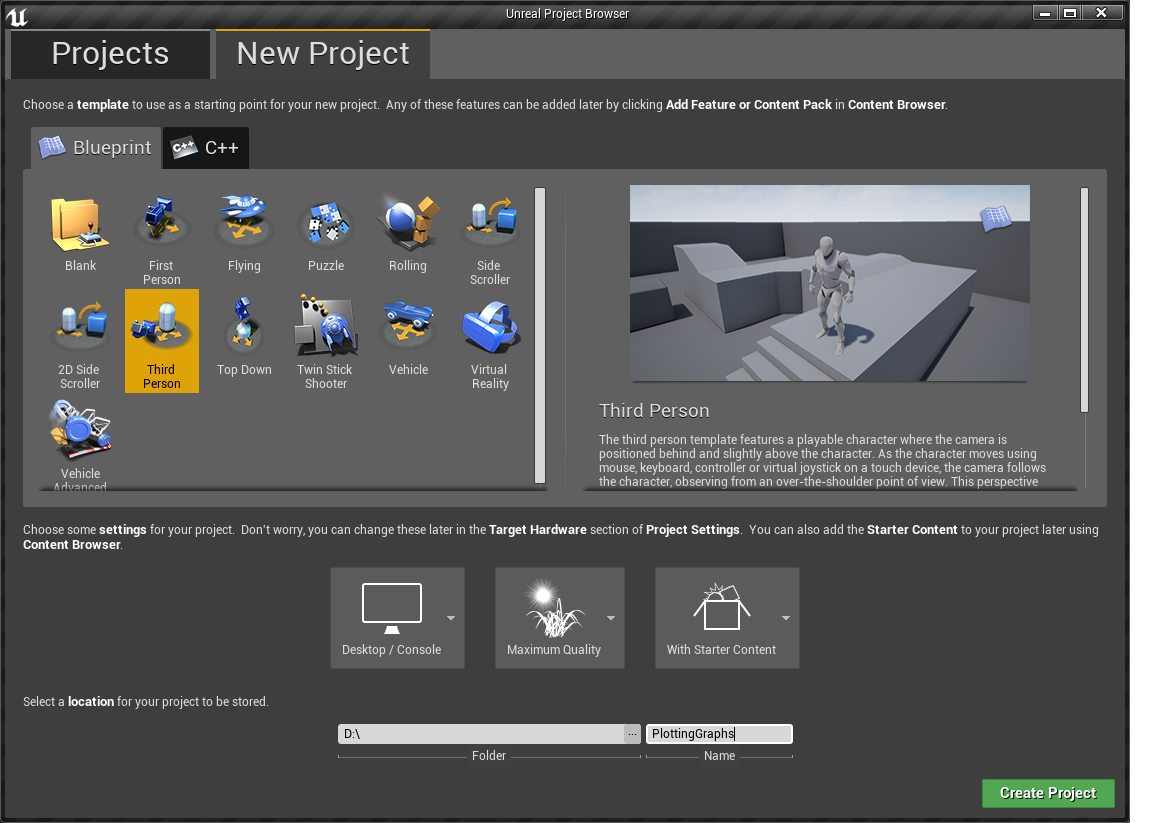 Unreal Project Browser
Projects
New Project
Choose a template to use as a starting point for your new project. Any of these features can be added later by clicking Add Feature or Content Pack in Content Browser.
Blueprint
C++
C++
Blank
First
Person
Flying
Puzzle
Rolling
Side
Scroller
2D Side
Scroller
Third
Person
Top Down
Twin Stick
Shooter
Vehicle
Virtual
Reality
Vehicle
Advanced
Third Person
The third person template features a playable character where the camera is
positioned behind and slightly above the character. As the character moves using
mouse, keyboard, controller or virtual joystick on a touch device, the camera follows
the character, observing from an over-the-shoulder point of view. This perspective
Choose some settings for your project. Don't worry, you can change these later in the Target Hardware section of Project Settings. You can also add the Starter Content to your project later using
Content Browser.
Desktop / Console
Maximum Quality
With Starter Content
Select a location for your project to be stored.
D:\
...
PlottingGraphs
Folder
Name
Create Project